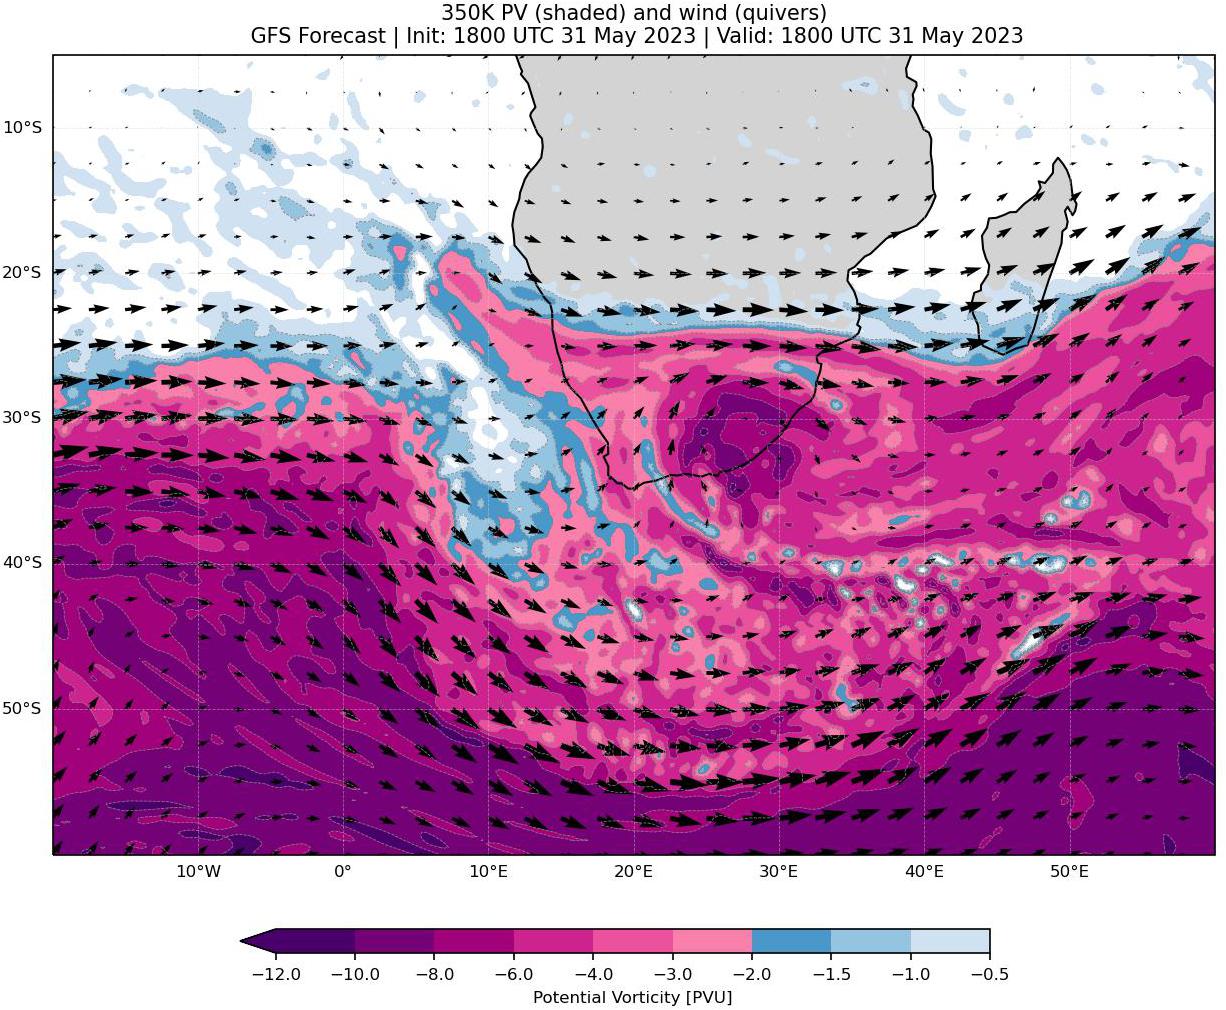 350K PV (shaded) and wind (quivers)
GFS Forecast | Init: 1800 UTC 31 May 2023 | Valid: 1800 UTC 31 May 2023
10°S
20°S
30°S
40°S
50°S
10°W 0° 10°E 20°E 30°E 40°E 50°E
−12.0 −10.0 −8.0 −6.0 −4.0 −3.0 −2.0 −1.5 −1.0 −0.5
Potential Vorticity [PVU]